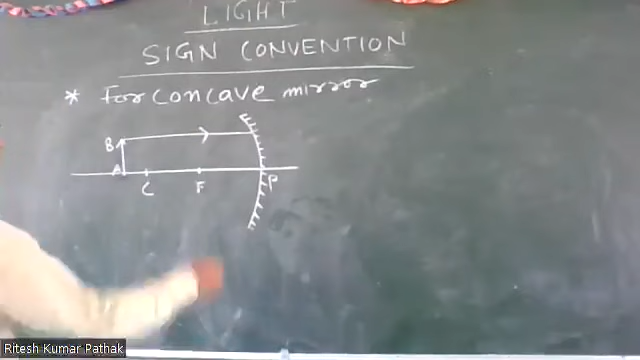 LIGHT
SIGN CONVENTION
* For concave mirror
B
A
C
F
P
Ritesh Kumar Pathak